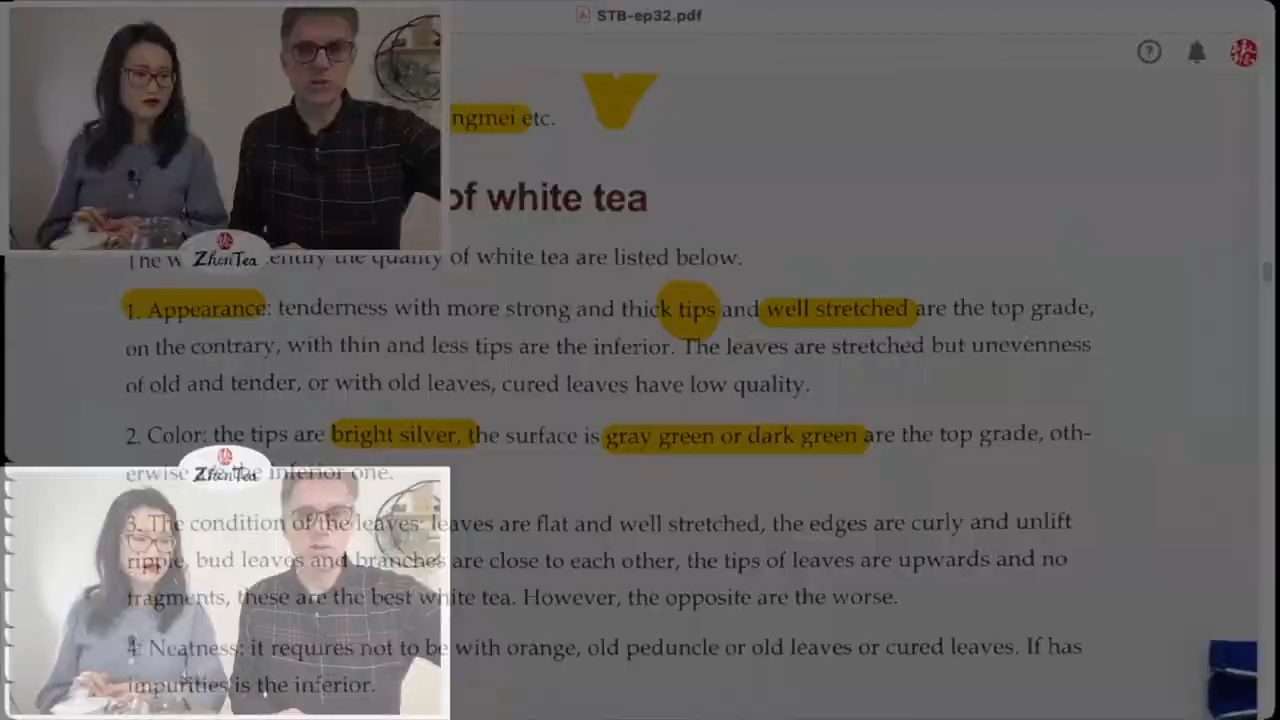 STB-ep32.pdf
ngmei etc.
of white tea
ZhenTea
The w entify the quality of white tea are listed below.
1. Appearance: tenderness with more strong and thick tips and well stretched are the top grade,
on the contrary, with thin and less tips are the inferior. The leaves are stretched but unevenness
of old and tender, or with old leaves, cured leaves have low quality.
2. Color: the tips are bright silver, the surface is gray green or dark green are the top grade, oth-
erwise the inferior one.
ZhenTea
3. The condition of the leaves: leaves are flat and well stretched, the edges are curly and unlift
ripple, bud leaves and branches are close to each other, the tips of leaves are upwards and no
fragments, these are the best white tea. However, the opposite are the worse.
4. Neatness: it requires not to be with orange, old peduncle or old leaves or cured leaves. If has
impurities is the inferior.